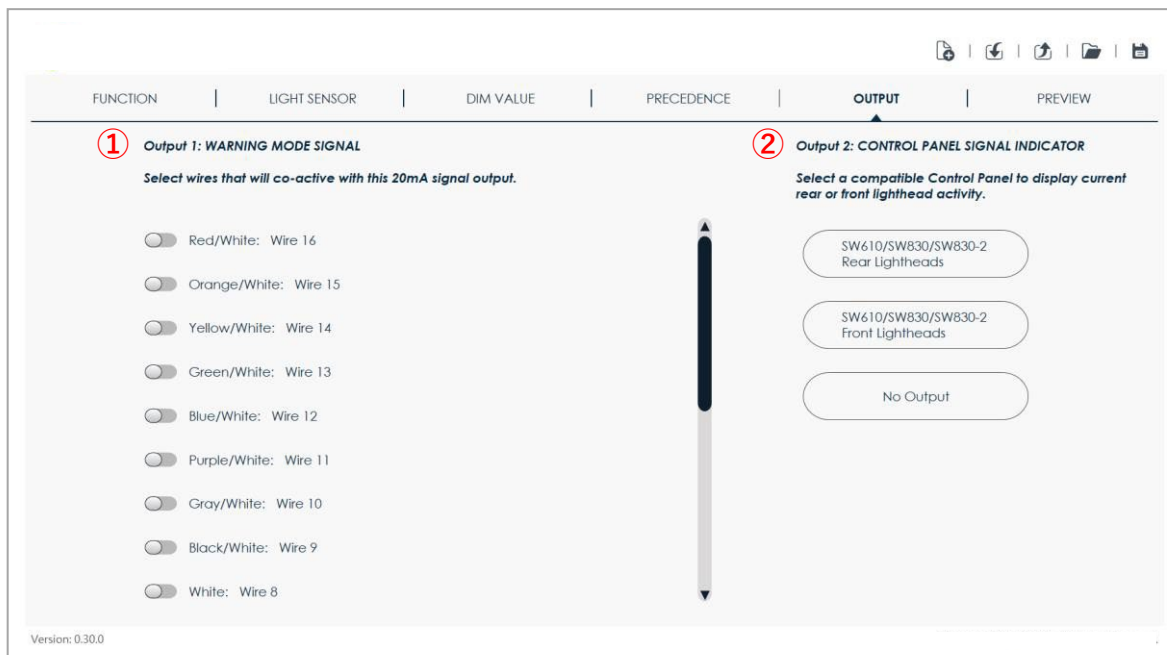 FUNCTION | LIGHT SENSOR | DIM VALUE | PRECEDENCE | OUTPUT | PREVIEW
① Output 1: WARNING MODE SIGNAL
Select wires that will co-active with this 20mA signal output.
Red/White: Wire 16
Orange/White: Wire 15
Yellow/White: Wire 14
Green/White: Wire 13
Blue/White: Wire 12
Purple/White: Wire 11
Gray/White: Wire 10
Black/White: Wire 9
White: Wire 8
② Output 2: CONTROL PANEL SIGNAL INDICATOR
Select a compatible Control Panel to display current
rear or front lighthead activity.
SW610/SW830/SW830-2
Rear Lightheads
SW610/SW830/SW830-2
Front Lightheads
No Output
Version: 0.30.0